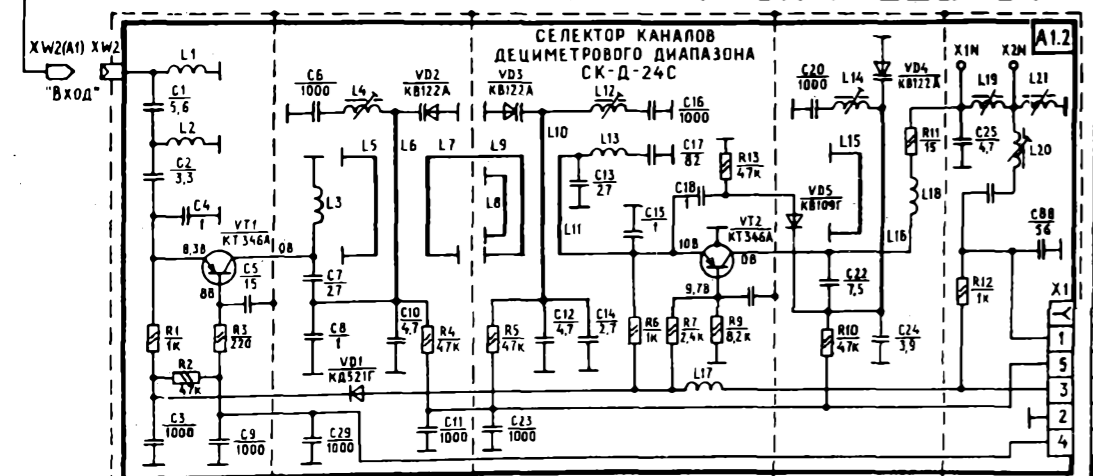 СЕЛЕКТОР КАНАЛОВ
ДЕЦИМЕТРОВОГО ДИАПАЗОНА
СК-Д-24С
A1.2
XW2(A1) XW2
"ВХОД"
L1
C1
5,6
L2
C2
3,3
C4
1
8,3В
VT1
КТ346А
0В
8В
C5
15
R1
1к
R3
220
R2
47к
C3
1000
C9
1000
C6
1000
L4
VD2
КВ122А
L5
L6
L3
C7
27
C8
1
C10
4,7
R4
47к
VD1
КД521Г
C29
1000
C11
1000
L7
L9
L8
VD3
КВ122А
L10
L12
C16
1000
L13
C17
82
C13
27
L11
C15
1
C18
1
R13
47к
VT2
КТ346А
10В
0В
9,7В
R5
47к
C12
4,7
C14
2,7
R6
1к
R7
2,4к
R9
8,2к
L17
C23
1000
C20
1000
L14
VD4
КВ122А
L15
VD5
КВ109Г
L16
C22
7,5
R10
47к
C24
3,9
R11
15
L18
X1N
X2N
L19
L21
C25
4,7
L20
C88
56
R12
1к
X1
1
5
3
2
4